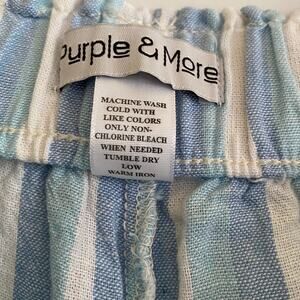 Purple & More
MACHINE WASH
COLD WITH
LIKE COLORS
ONLY NON-
CHLORINE BLEACH
WHEN NEEDED
TUMBLE DRY
LOW
WARM IRON